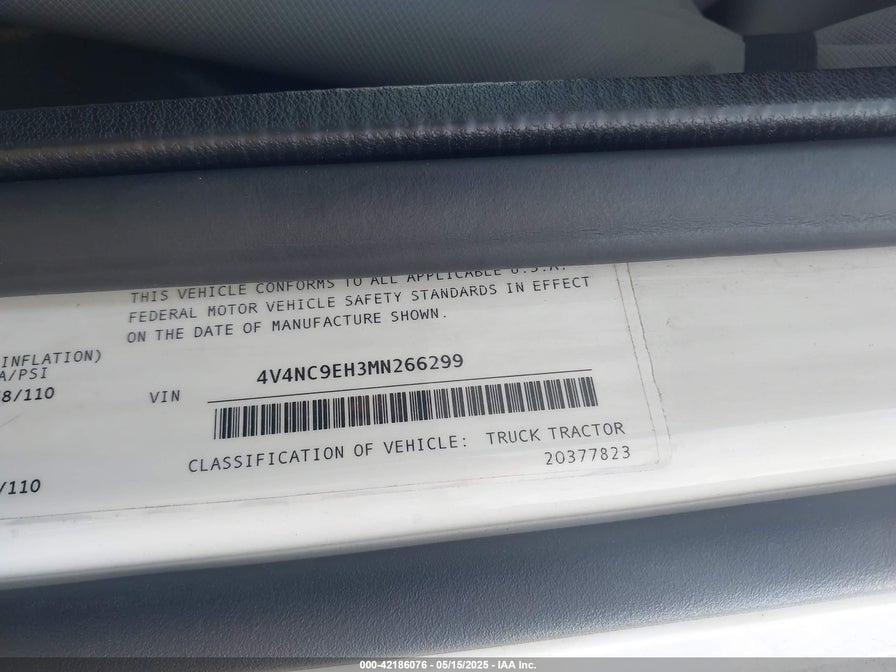 THIS VEHICLE CONFORMS TO ALL APPLICABLE U.S.A.
FEDERAL MOTOR VEHICLE SAFETY STANDARDS IN EFFECT
ON THE DATE OF MANUFACTURE SHOWN.
INFLATION)
A/PSI
8/110
VIN 4V4NC9EH3MN266299
CLASSIFICATION OF VEHICLE: TRUCK TRACTOR
20377823
/110
000-42186076 - 05/15/2025 - IAA Inc.